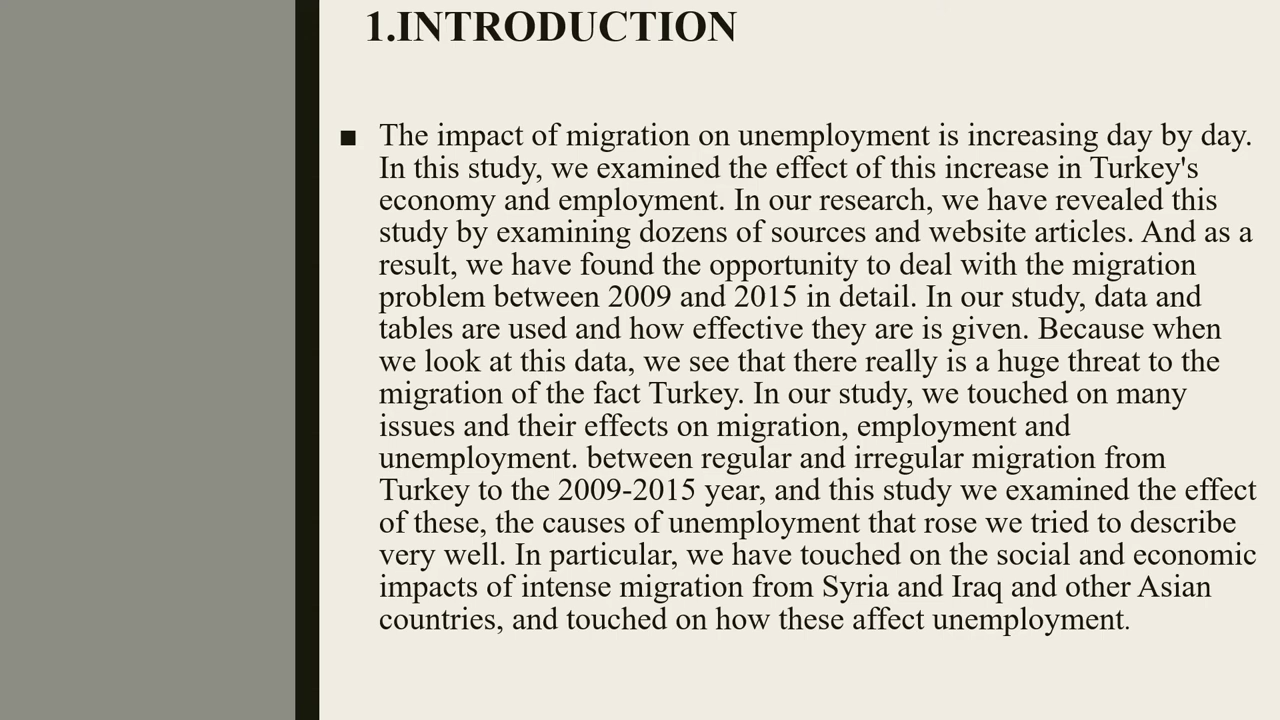 1.INTRODUCTION
■ The impact of migration on unemployment is increasing day by day.
In this study, we examined the effect of this increase in Turkey's
economy and employment. In our research, we have revealed this
study by examining dozens of sources and website articles. And as a
result, we have found the opportunity to deal with the migration
problem between 2009 and 2015 in detail. In our study, data and
tables are used and how effective they are is given. Because when
we look at this data, we see that there really is a huge threat to the
migration of the fact Turkey. In our study, we touched on many
issues and their effects on migration, employment and
unemployment. between regular and irregular migration from
Turkey to the 2009-2015 year, and this study we examined the effect
of these, the causes of unemployment that rose we tried to describe
very well. In particular, we have touched on the social and economic
impacts of intense migration from Syria and Iraq and other Asian
countries, and touched on how these affect unemployment.